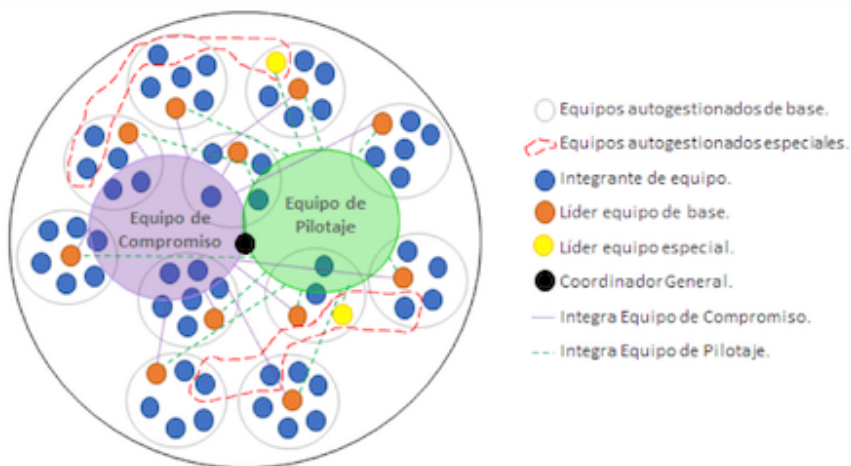 Equipo de
Compromiso
Equipo de
Pilotaje
Equipos autogestionados de base.
Equipos autogestionados especiales.
Integrante de equipo.
Líder equipo de base.
Líder equipo especial.
Coordinador General.
Integra Equipo de Compromiso.
Integra Equipo de Pilotaje.